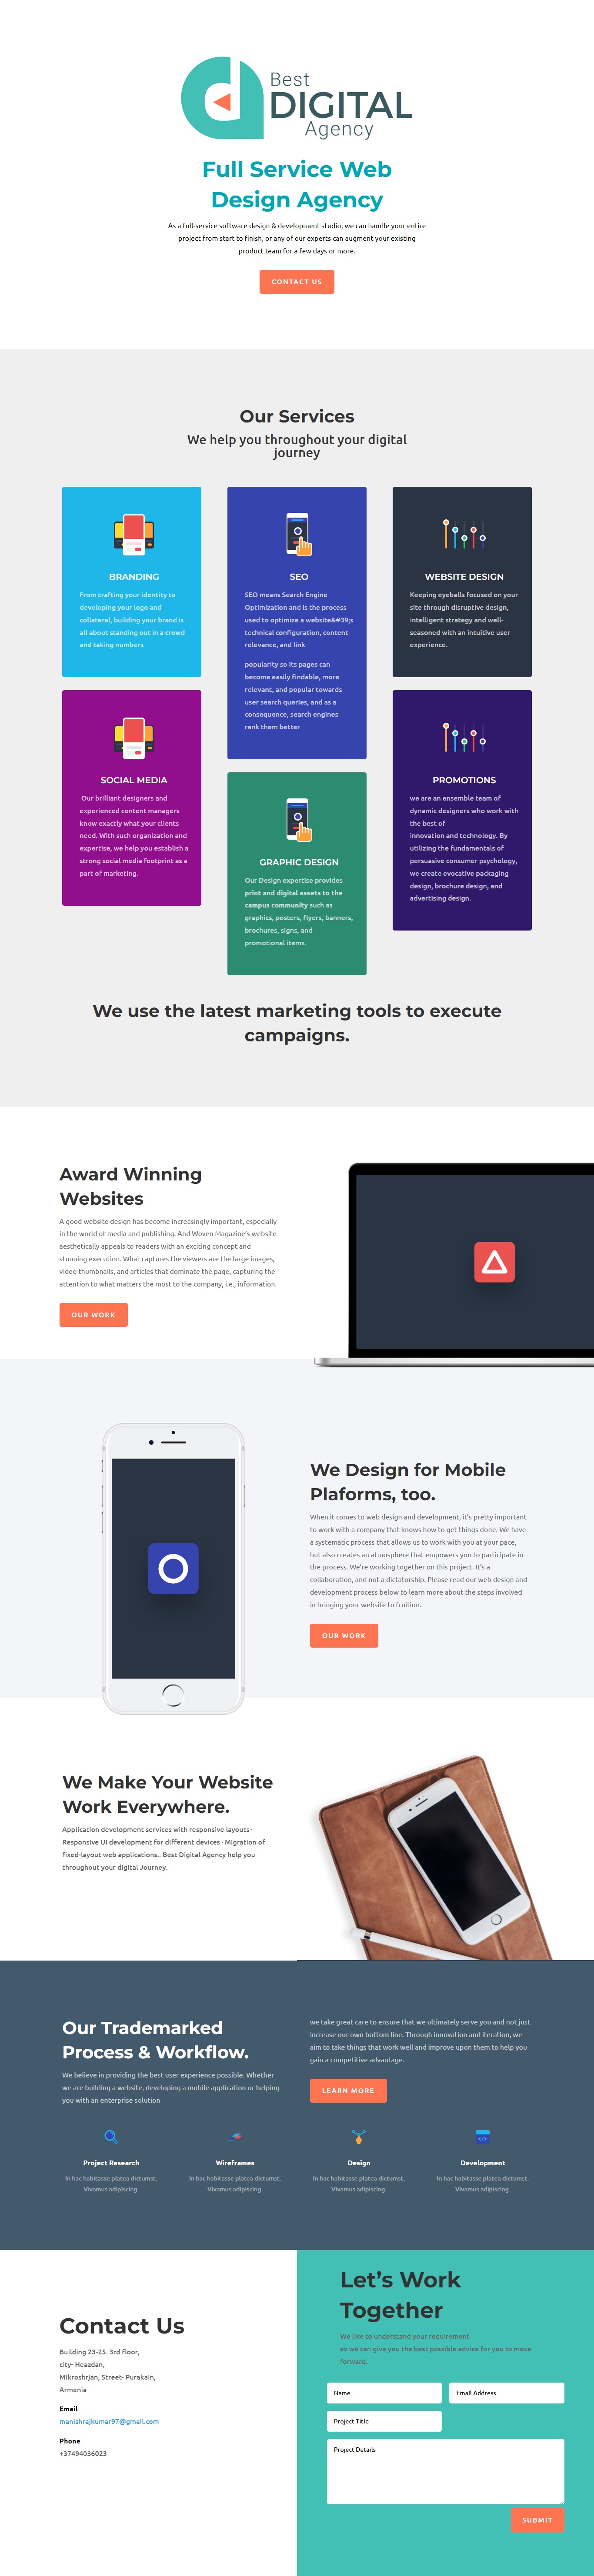 Best
DIGITAL
Agency
Full Service Web
Design Agency
As a full-service software design & development studio, we can handle your entire
project from start to finish, or any of our experts can augment your existing
product team for a few days or more.
CONTACT US
Our Services
We help you throughout your digital
journey
BRANDING
From crafting your identity to
developing your logo and
collateral, building your brand is
all about standing out in a crowd
and taking numbers
SOCIAL MEDIA
Our brilliant designers and
experienced content managers
know exactly what your clients
need. With such organization and
expertise, we help you establish a
strong social media footprint as a
part of marketing.
SEO
SEO means Search Engine
Optimization and is the process
used to optimize a website&#39;s
technical configuration, content
relevance, and link
popularity so its pages can
become easily findable, more
relevant, and popular towards
user search queries, and as a
consequence, search engines
rank them better
GRAPHIC DESIGN
Our Design expertise provides
print and digital assets to the
campus community such as
graphics, posters, flyers, banners,
brochures, signs, and
promotional items.
WEBSITE DESIGN
Keeping eyeballs focused on your
site through disruptive design,
intelligent strategy and well-
seasoned with an intuitive user
experience.
PROMOTIONS
we are an ensemble team of
dynamic designers who work with
the best of
innovation and technology. By
utilizing the fundamentals of
persuasive consumer psychology,
we create evocative packaging
design, brochure design, and
advertising design.
We use the latest marketing tools to execute
campaigns.
Award Winning
Websites
A good website design has become increasingly important, especially
in the world of media and publishing. And Woven Magazine's website
aesthetically appeals to readers with an exciting concept and
stunning execution. What captures the viewers are the large images,
video thumbnails, and articles that dominate the page, capturing the
attention to what matters the most to the company, i.e., information.
OUR WORK
We Design for Mobile
Plaforms, too.
When it comes to web design and development, it's pretty important
to work with a company that knows how to get things done. We have
a systematic process that allows us to work with you at your pace,
but also creates an atmosphere that empowers you to participate in
the process. We're working together on this project. It's a
collaboration, and not a dictatorship. Please read our web design and
development process below to learn more about the steps involved
in bringing your website to fruition.
OUR WORK
We Make Your Website
Work Everywhere.
Application development services with responsive layouts ·
Responsive UI development for different devices · Migration of
fixed-layout web applications.. Best Digital Agency help you
throughout your digital Journey.
Our Trademarked
Process & Workflow.
We believe in providing the best user experience possible. Whether
we are building a website, developing a mobile application or helping
you with an enterprise solution
we take great care to ensure that we ultimately serve you and not just
increase our own bottom line. Through innovation and iteration, we
aim to take things that work well and improve upon them to help you
gain a competitive advantage.
LEARN MORE
Project Research
In hac habitasse platea dictumst.
Vivamus adipiscing.
Wireframes
In hac habitasse platea dictumst.
Vivamus adipiscing.
Design
In hac habitasse platea dictumst.
Vivamus adipiscing.
Development
In hac habitasse platea dictumst.
Vivamus adipiscing.
Contact Us
Building 23-25. 3rd floor,
city- Heazdan,
Mikroshrjan, Street- Purakain,
Armenia
Email
manishrajkumar97@gmail.com
Phone
+37494036023
Let's Work
Together
We like to understand your requirement
so we can give you the best possible advice for you to move
forward.
Name
Email Address
Project Title
Project Details
SUBMIT